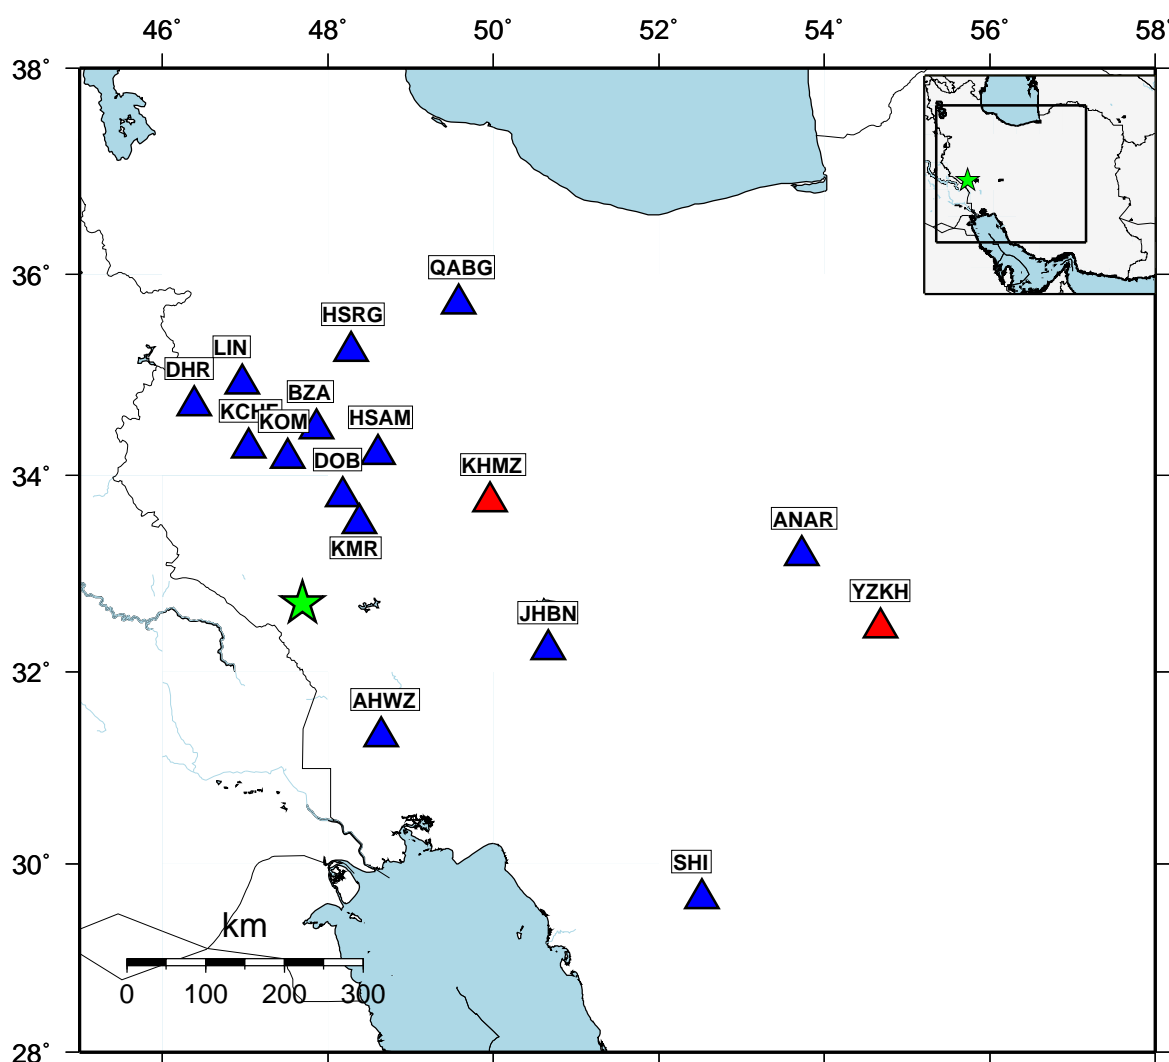 46° 48° 50° 52° 54° 56° 58°
38°
36°
34°
32°
30°
28°
QABG
HSRG
LIN
DHR
BZA
KCHF
KOM
HSAM
DOB
KHMZ
KMR
ANAR
YZKH
JHBN
AHWZ
SHI
km
0 100 200 300